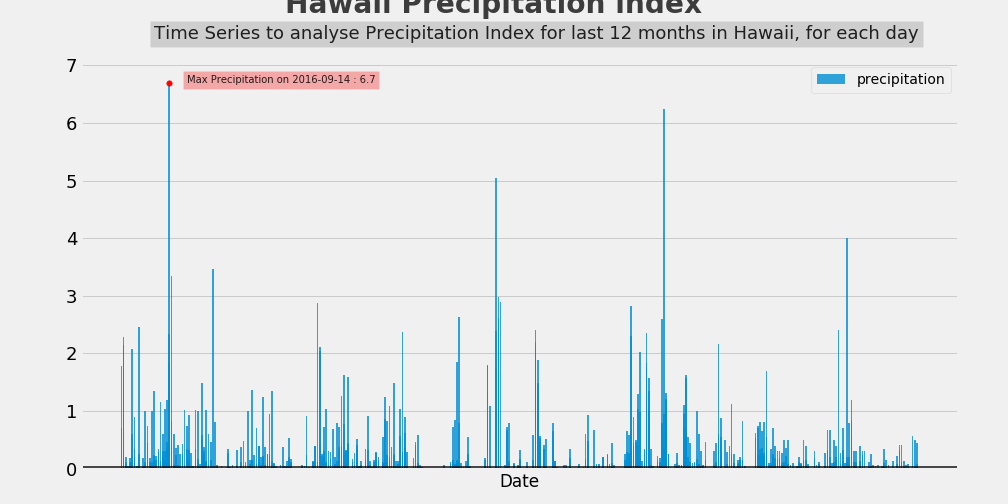 Hawaii Precipitation Index
Time Series to analyse Precipitation Index for last 12 months in Hawaii, for each day
7
Max Precipitation on 2016-09-14 : 6.7
precipitation
6
5
4
3
2
1
0
Date